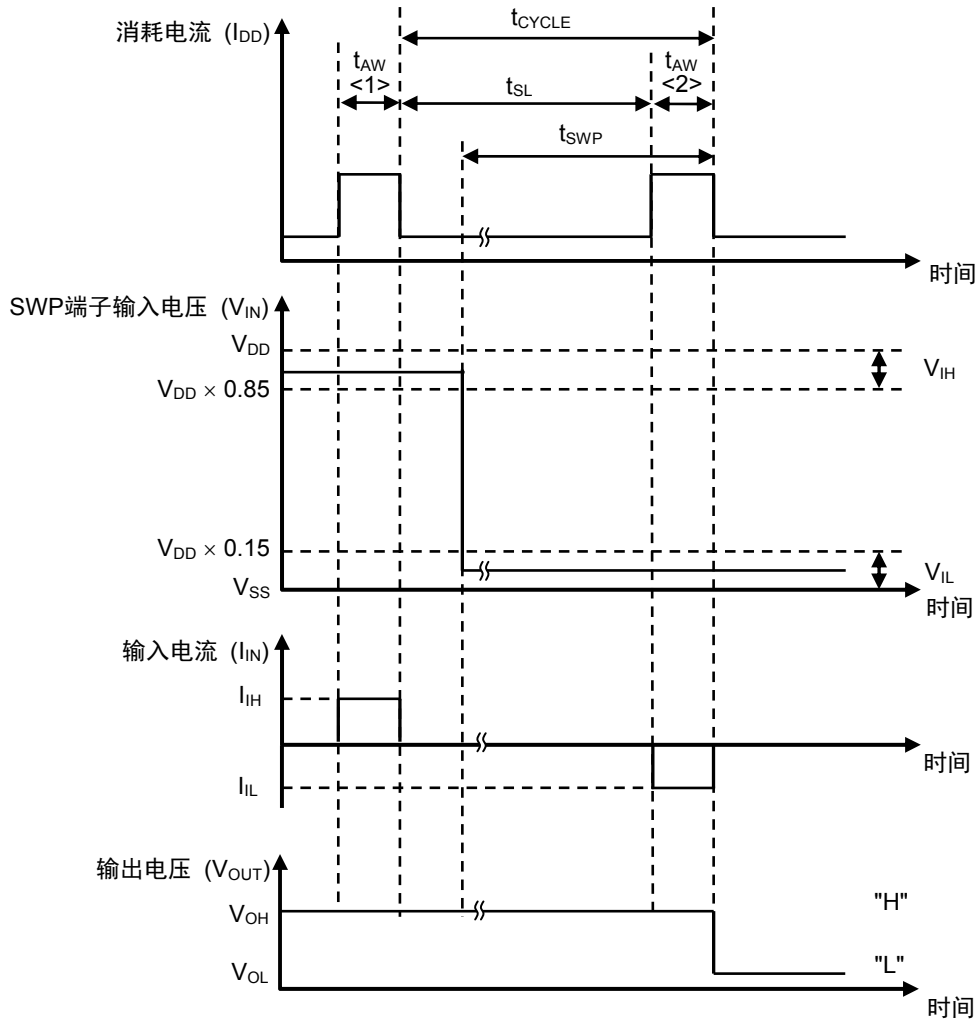 消耗电流 (IDD)
tCYCLE
tAW
<1>
tSL
tAW
<2>
tSWP
时间
SWP端子输入电压 (VIN)
VDD
VDD × 0.85
VIH
VDD × 0.15
VSS
VIL
时间
输入电流 (IIN)
IIH
时间
IIL
输出电压 (VOUT)
VOH
"H"
VOL
"L"
时间